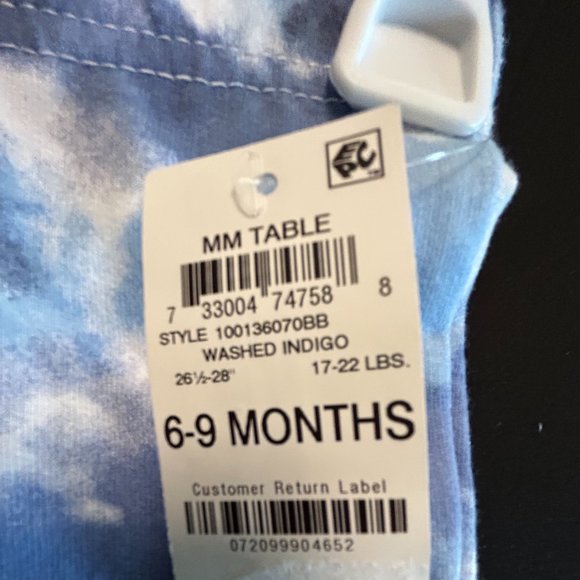 EPC
MM TABLE
7 33004 74758 8
STYLE 100136070BB
WASHED INDIGO
26½-28" 17-22 LBS.
6-9 MONTHS
Customer Return Label
072099904652